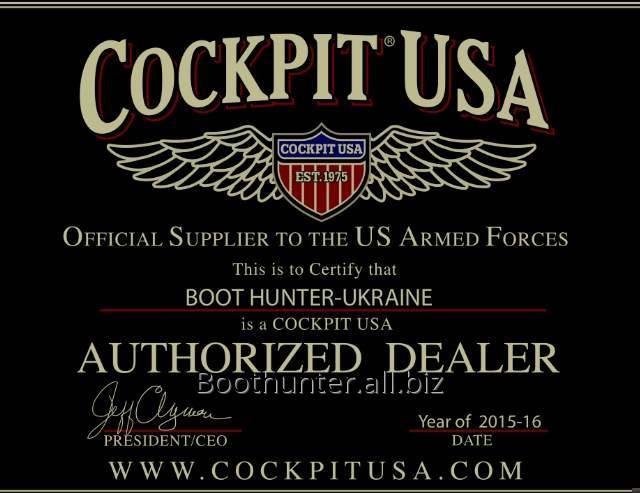 COCKPIT® USA
COCKPIT USA
EST. 1975
OFFICIAL SUPPLIER TO THE US ARMED FORCES
This is to Certify that
BOOT HUNTER-UKRAINE
is a COCKPIT USA
AUTHORIZED DEALER
Boothunter.all.biz
Jeff Clyman
Year of 2015-16
PRESIDENT/CEO
DATE
WWW.COCKPITUSA.COM